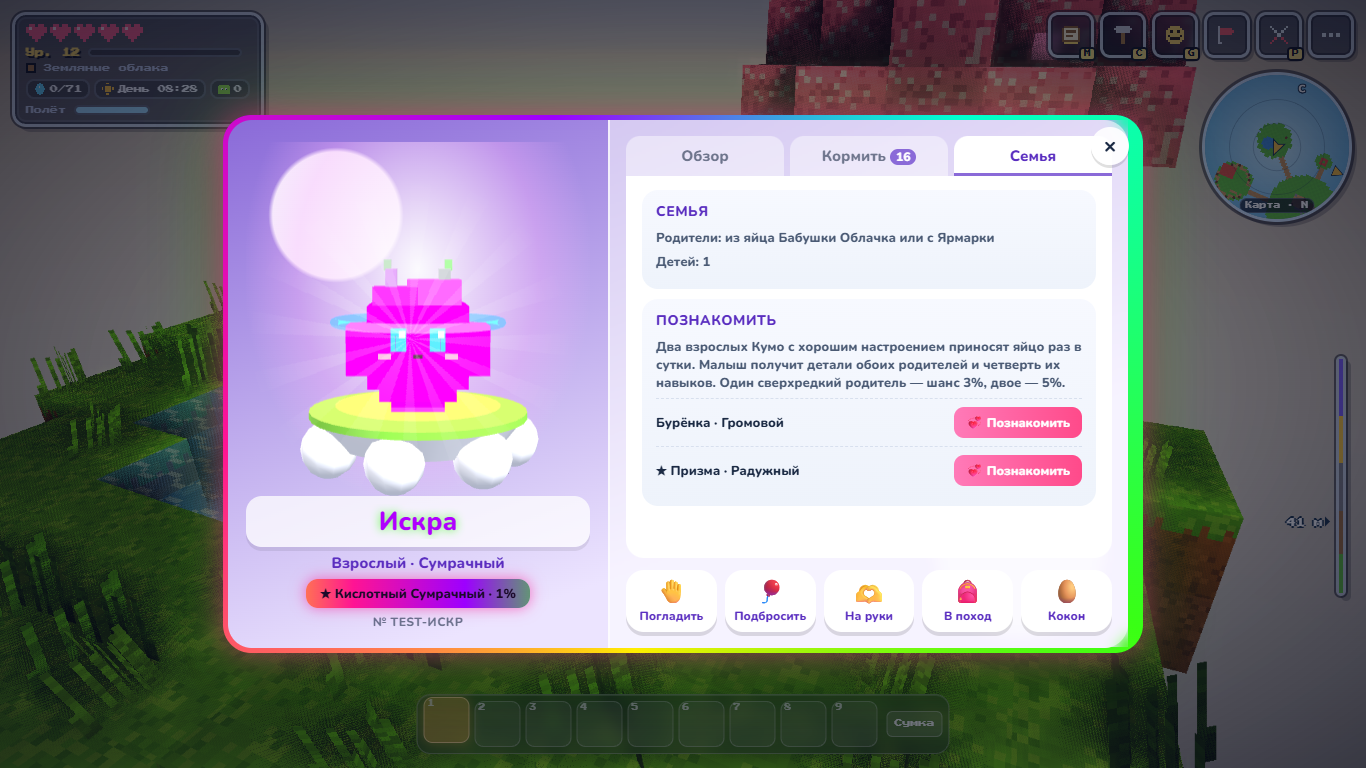 Ур. 12
Земляные облака
0/71
День 08:28
0
Полёт
H
C
G
P
С
Карта · M
Обзор
Кормить 16
Семья
×
СЕМЬЯ
Родители: из яйца Бабушки Облачка или с Ярмарки
Детей: 1
ПОЗНАКОМИТЬ
Два взрослых Кумо с хорошим настроением приносят яйцо раз в
сутки. Малыш получит детали обоих родителей и четверть их
навыков. Один сверхредкий родитель — шанс 3%, двое — 5%.
Бурёнка · Громовой
Познакомить
★ Призма · Радужный
Познакомить
Искра
Взрослый · Сумрачный
★ Кислотный Сумрачный · 1%
№ TEST-ИСКР
Погладить
Подбросить
На руки
В поход
Кокон
41 м
1
2
3
4
5
6
7
8
9
Сумка